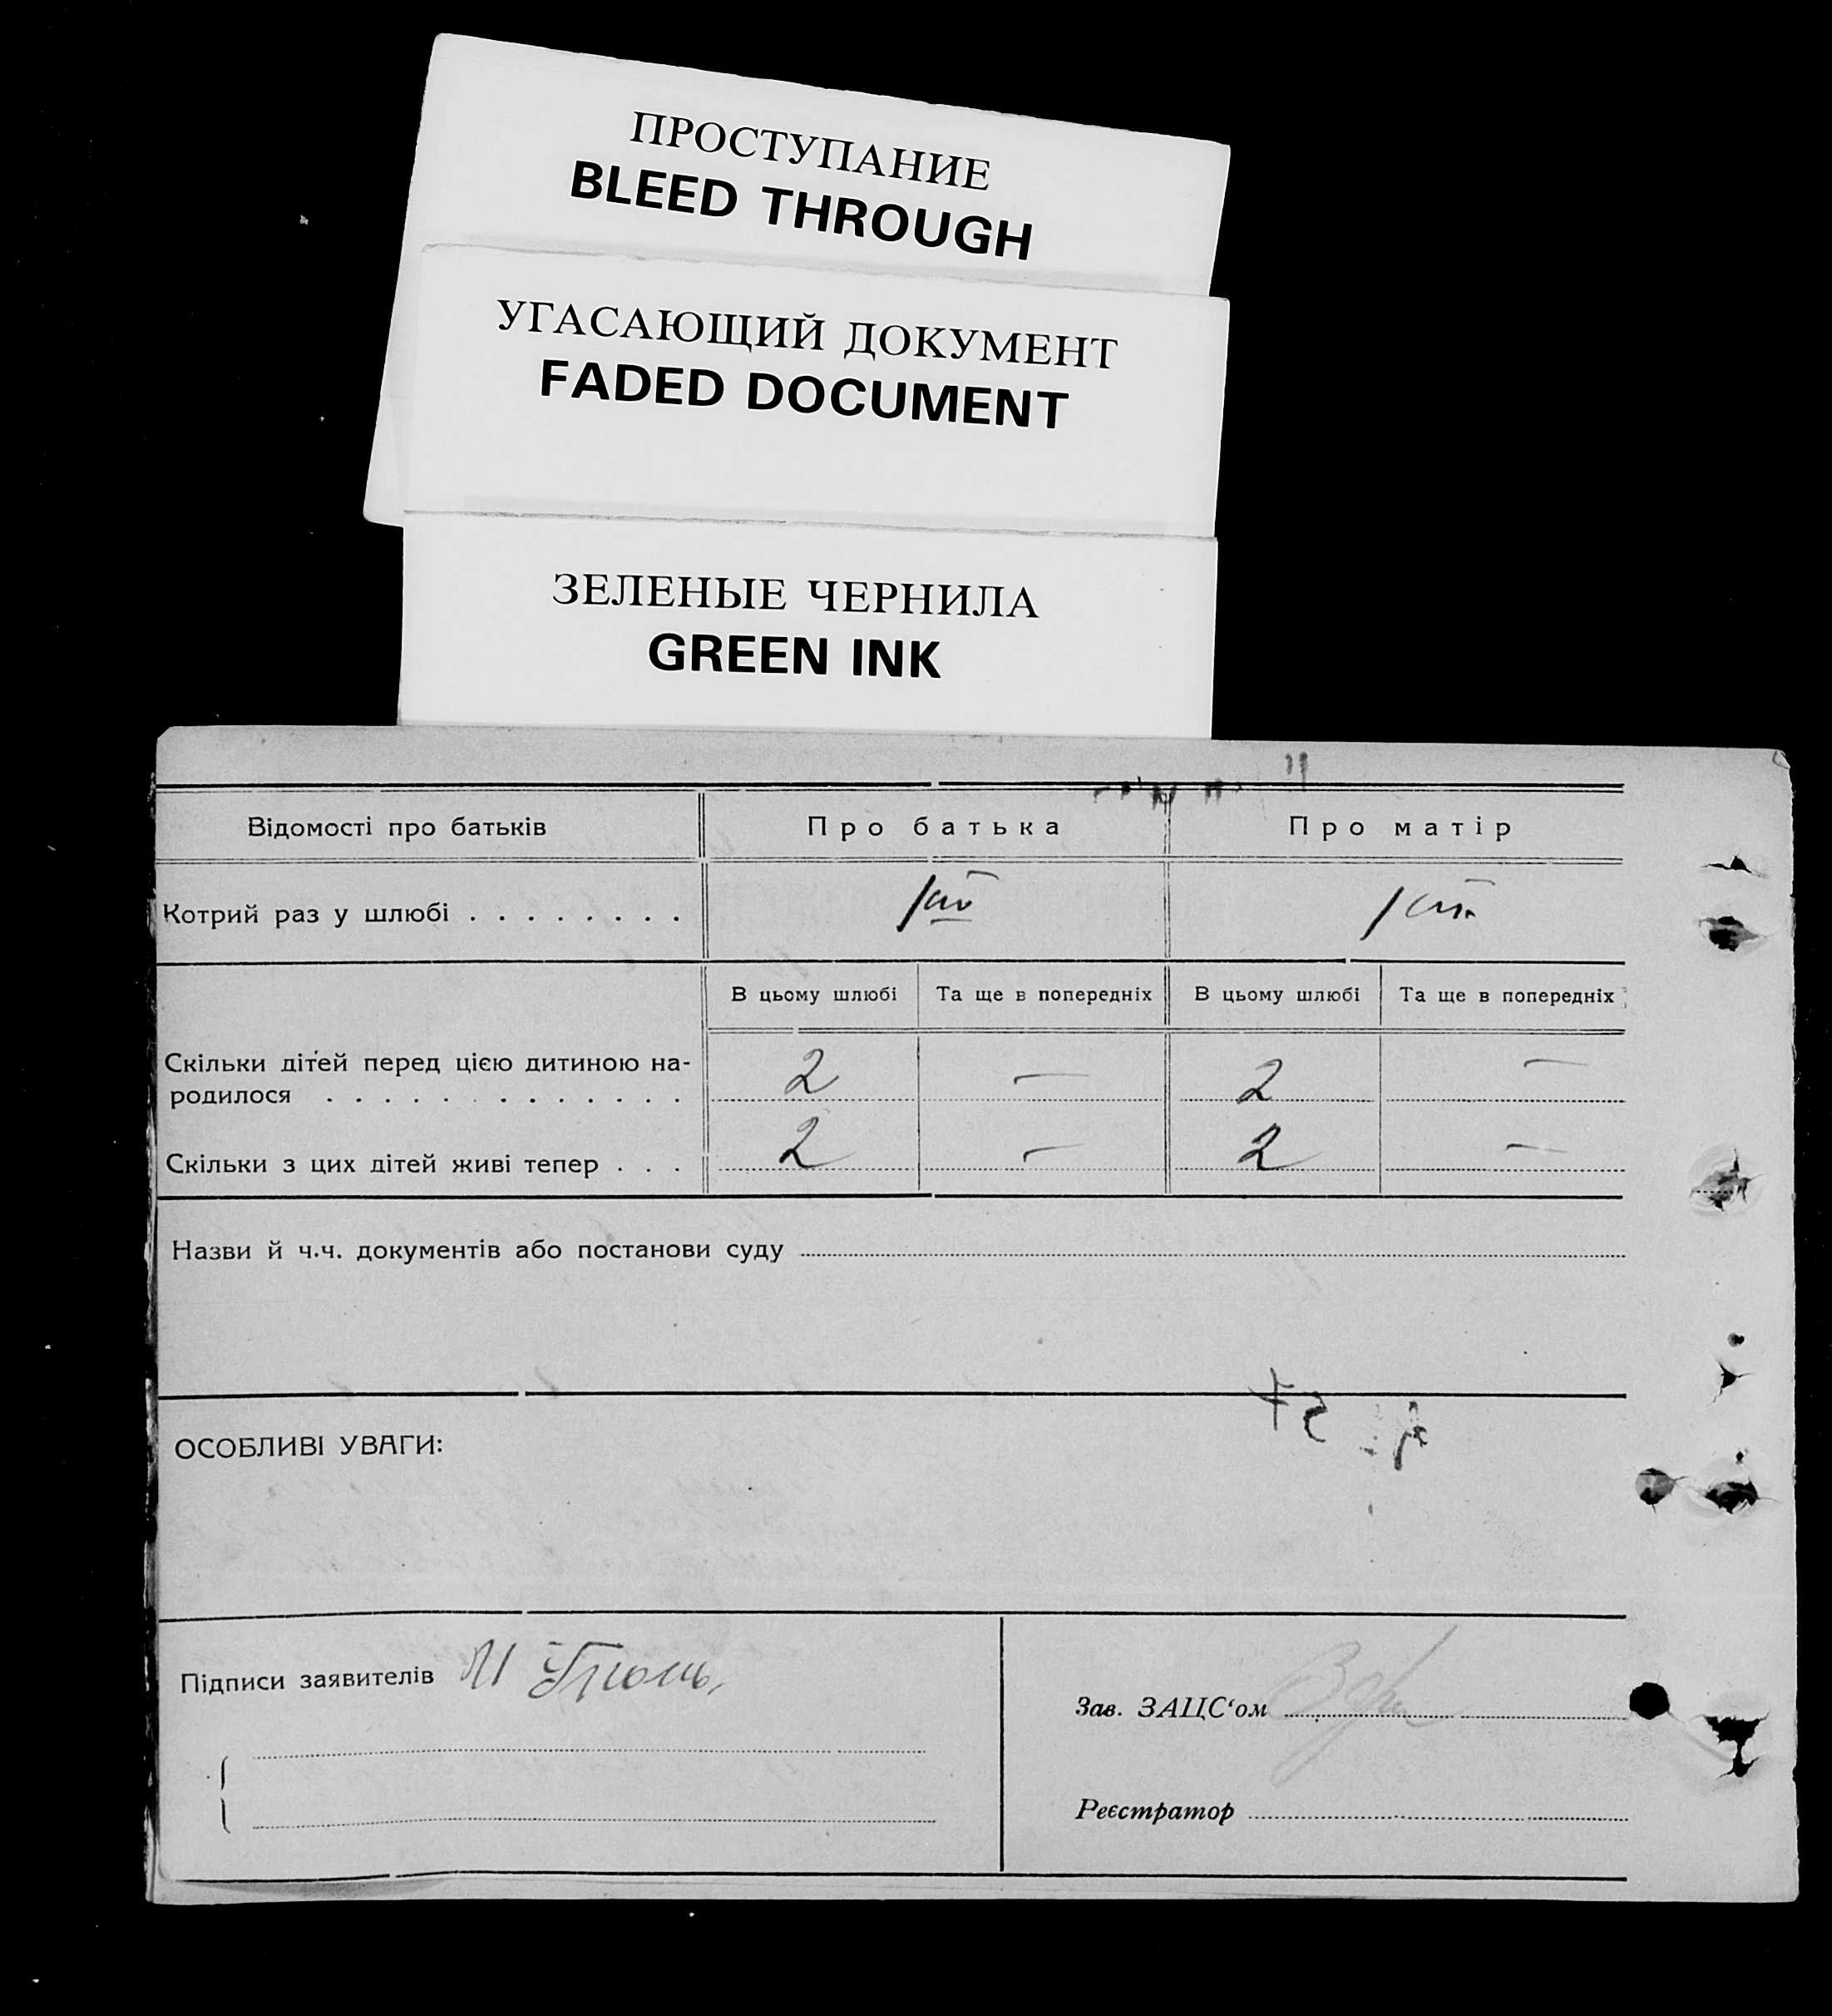 ПРОСТУПАНИЕ
BLEED THROUGH
УГАСАЮЩИЙ ДОКУМЕНТ
FADED DOCUMENT
ЗЕЛЕНЫЕ ЧЕРНИЛА
GREEN INK
Відомості про батьків Про батька Про матір
Котрий раз у шлюбі . . . . . . . .
В цьому шлюбі Та ще в попередніх В цьому шлюбі Та ще в попередніх
Скільки дітей перед цією дитиною на-
родилося . . . . . . . . . . . . . 2 — 2 —
Скільки з цих дітей живі тепер . . . 2 — 2 —
Назви й ч.ч. документів або постанови суду
ОСОБЛИВІ УВАГИ:
Підписи заявителів
Зав. ЗАЦС‘ом
Реєстратор